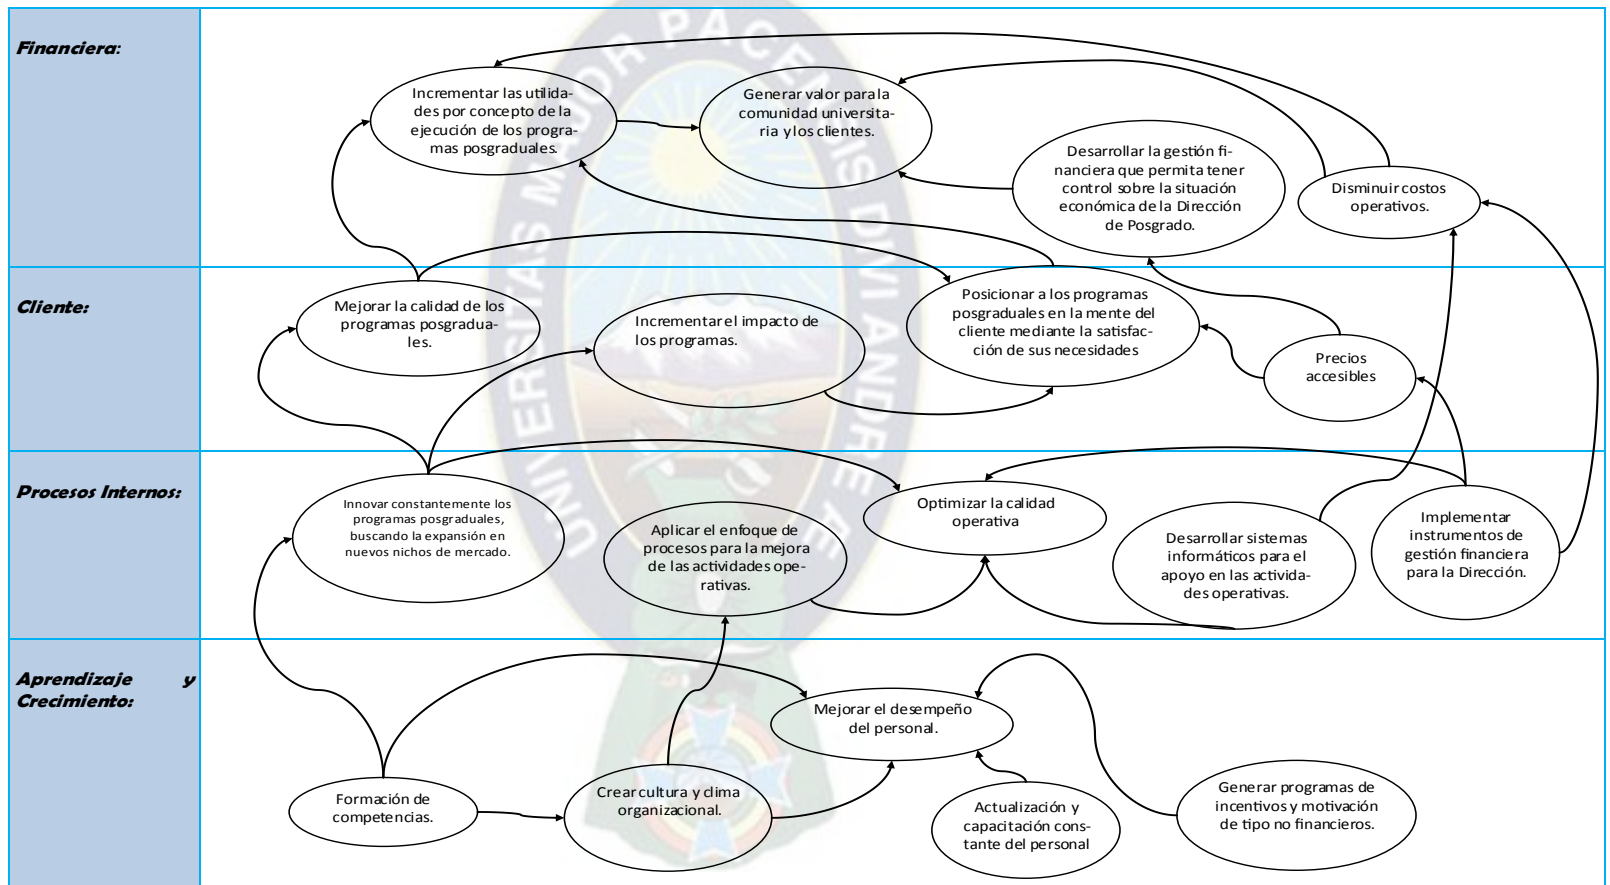 Financiera:
Incrementar las utilida-
des por concepto de la
ejecución de los progra-
mas posgraduales.
Generar valor para la
comunidad universita-
ria y los clientes.
Desarrollar la gestión fi-
nanciera que permita tener
control sobre la situación
económica de la Dirección
de Posgrado.
Disminuir costos
operativos.
Cliente:
Mejorar la calidad de los
programas posgradua-
les.
Incrementar el impacto de
los programas.
Posicionar a los programas
posgraduales en la mente del
cliente mediante la satisfac-
ción de sus necesidades
Precios
accesibles
Procesos Internos:
Innovar constantemente los
programas posgraduales,
buscando la expansión en
nuevos nichos de mercado.
Aplicar el enfoque de
procesos para la mejora
de las actividades ope-
rativas.
Optimizar la calidad
operativa
Desarrollar sistemas
informáticos para el
apoyo en las activida-
des operativas.
Implementar
instrumentos de
gestión financiera
para la Dirección.
Aprendizaje y
Crecimiento:
Formación de
competencias.
Crear cultura y clima
organizacional.
Mejorar el desempeño
del personal.
Actualización y
capacitación cons-
tante del personal
Generar programas de
incentivos y motivación
de tipo no financieros.
UNIVERSITAS MAJOR PACENSIS DIVI ANDRE Æ